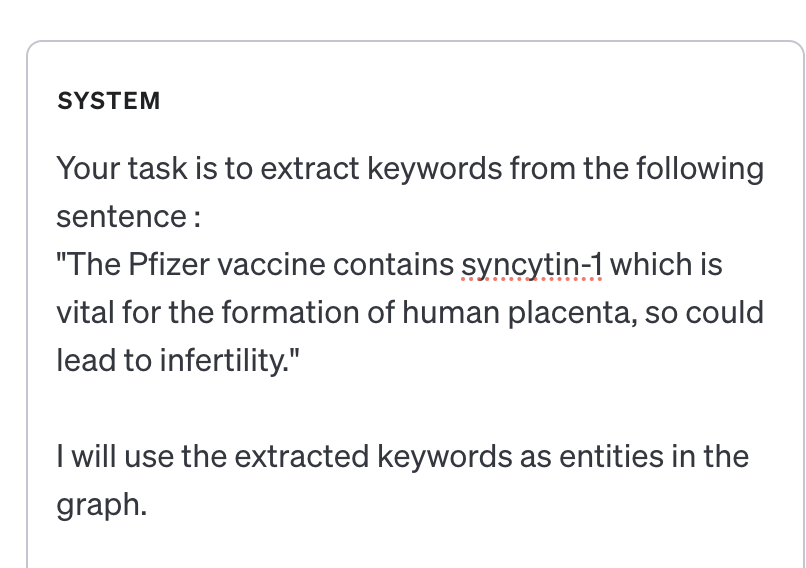 SYSTEM
Your task is to extract keywords from the following
sentence :
"The Pfizer vaccine contains syncytin-1 which is
vital for the formation of human placenta, so could
lead to infertility."
I will use the extracted keywords as entities in the
graph.